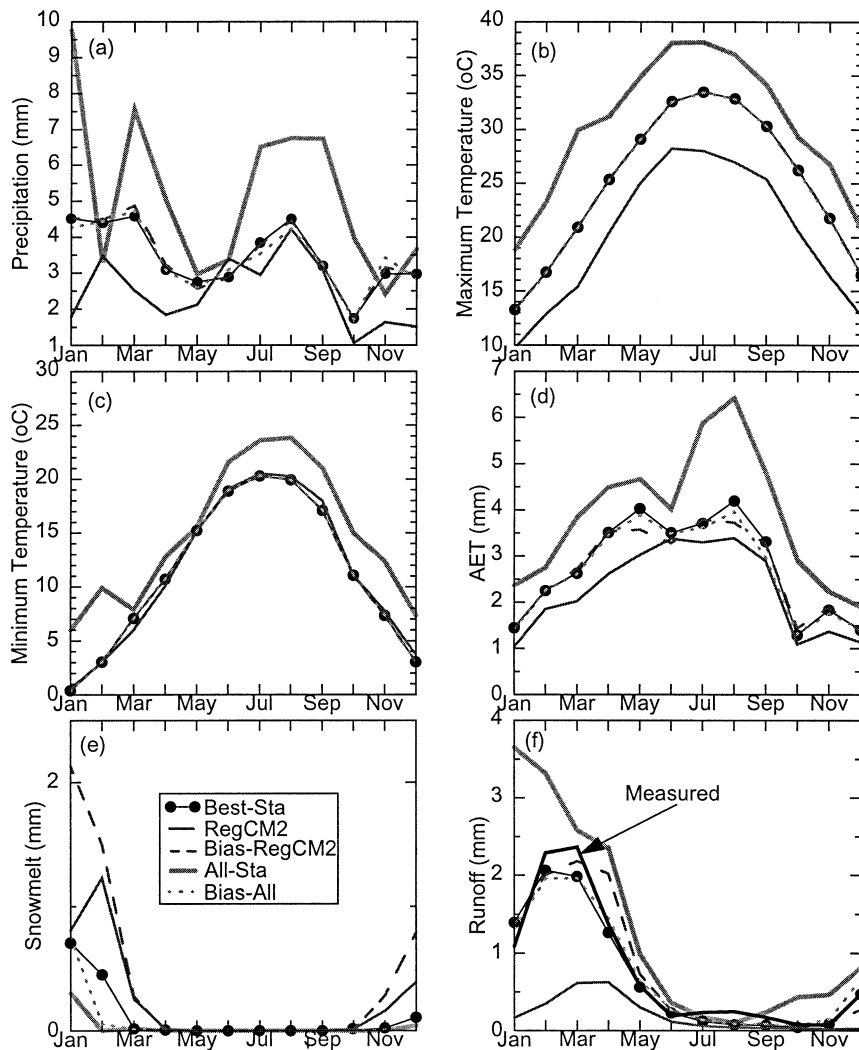 (a)
Precipitation (mm)
10
9
8
7
6
5
4
3
2
1
Jan Mar May Jul Sep Nov
(b)
Maximum Temperature (oC)
40
35
30
25
20
15
10
Jan Mar May Jul Sep Nov
(c)
Minimum Temperature (oC)
30
25
20
15
10
5
0
Jan Mar May Jul Sep Nov
(d)
AET (mm)
7
6
5
4
3
2
1
0
Jan Mar May Jul Sep Nov
(e)
Snowmelt (mm)
2
0
Best-Sta
RegCM2
Bias-RegCM2
All-Sta
Bias-All
Jan Mar May Jul Sep Nov
(f)
Runoff (mm)
4
3
2
1
0
Measured
Jan Mar May Jul Sep Nov